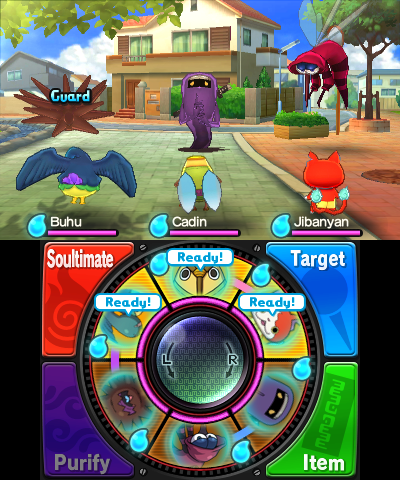 Guard
Buhu
Cadin
Jibanyan
Soultimate
Ready!
Target
Ready!
Ready!
L
R
Purify
Item